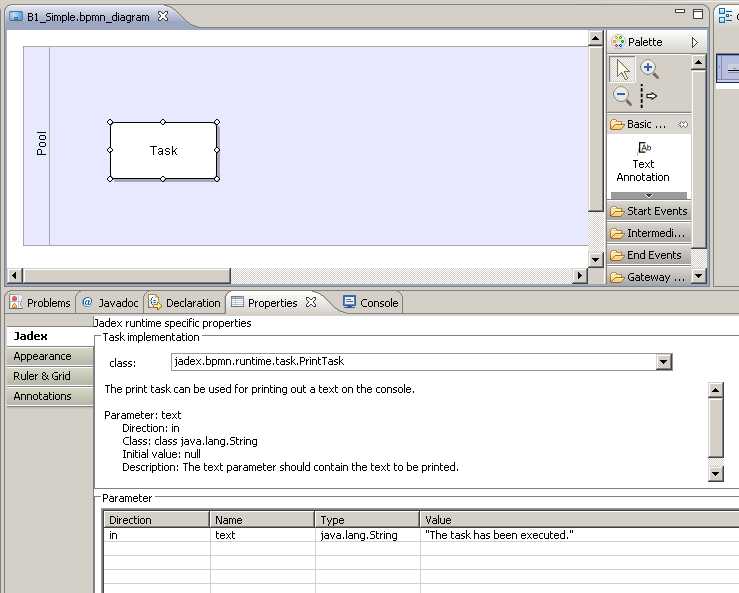 B1_Simple.bpmn_diagram
Palette
Pool
Task
Basic ...
Ab
Text
Annotation
Start Events
Intermedi...
End Events
Gateway ...
Problems @ Javadoc Declaration Properties Console
Jadex
Appearance
Ruler & Grid
Annotations
Jadex runtime specific properties
Task implementation
class: jadex.bpmn.runtime.task.PrintTask
The print task can be used for printing out a text on the console.
Parameter: text
Direction: in
Class: class java.lang.String
Initial value: null
Description: The text parameter should contain the text to be printed.
Parameter
Direction Name Type Value
in text java.lang.String "The task has been executed."